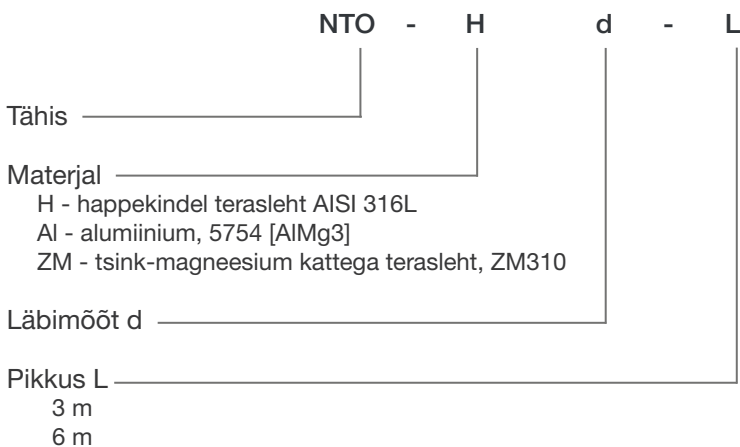 NTO - H d - L
Tähis
Materjal
H - happekindel terasleht AISI 316L
Al - alumiinium, 5754 [AlMg3]
ZM - tsink-magneesium kattega terasleht, ZM310
Läbimõõt d
Pikkus L
3 m
6 m